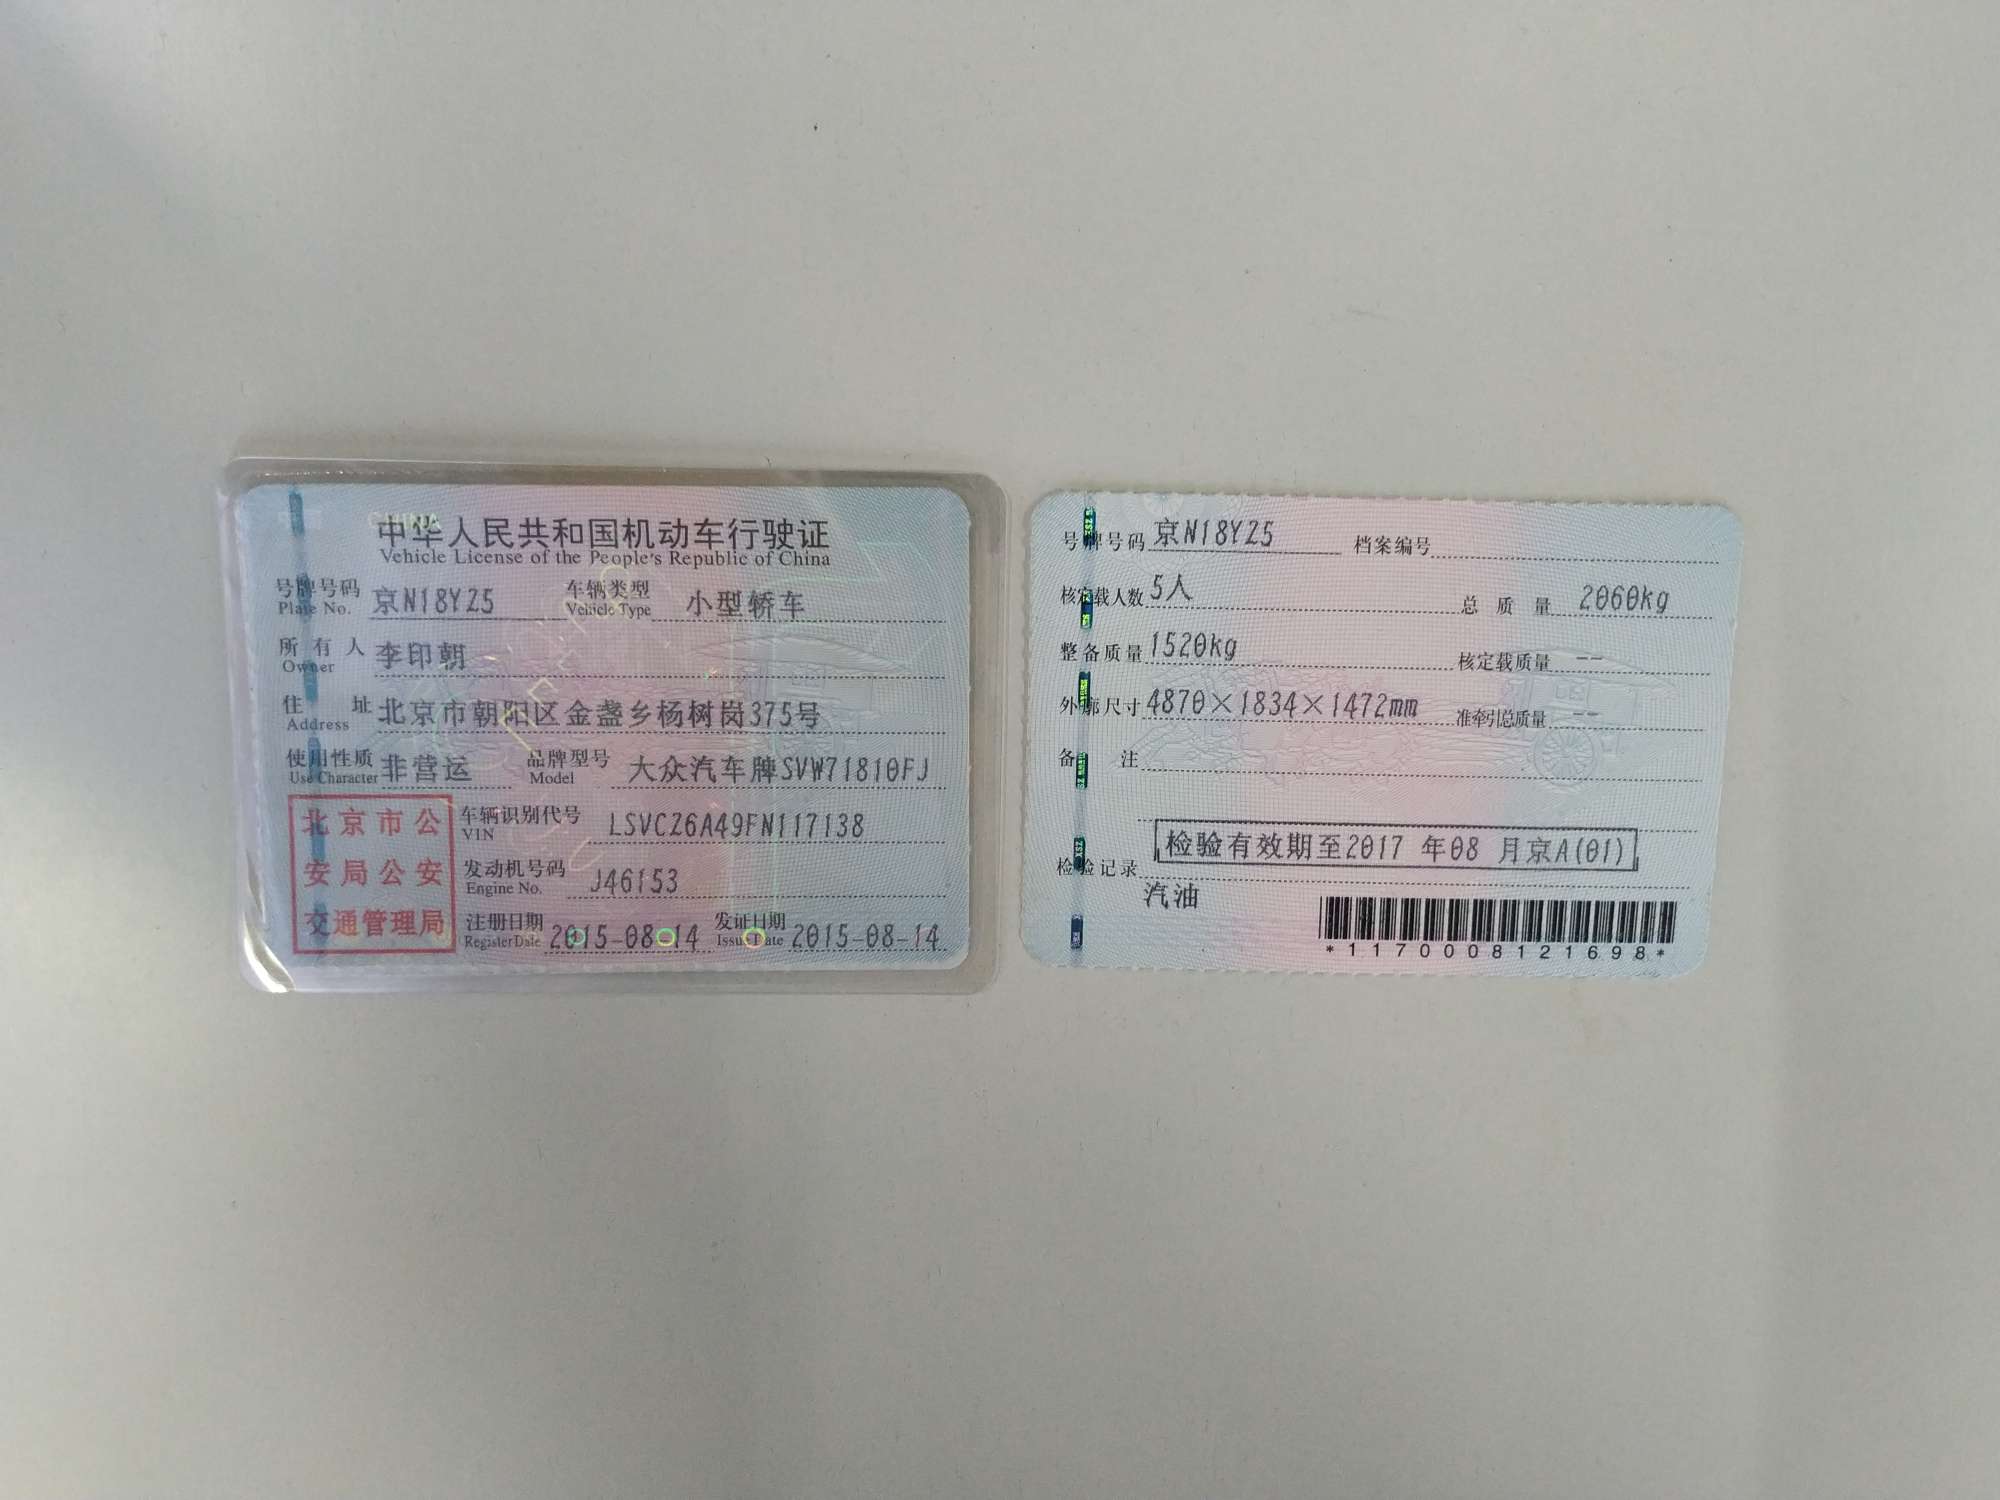 中华人民共和国机动车行驶证
Vehicle License of the People's Republic of China
号牌号码 京N18YZ5 车辆类型 小型轿车
Plate No. Vehicle Type
所有人 李印朝
Owner
住址 北京市朝阳区金盏乡杨树岗375号
Address
使用性质 非营运 品牌型号 大众汽车牌SVW71810FJ
Use Character Model
北京市公
安局公安
交通管理局
车辆识别代号 LSVCZ6A49FN117138
VIN
发动机号码 J46153
Engine No.
注册日期 2015-08-14 发证日期 2015-08-14
Register Date Issue Date
号牌号码 京N18YZ5 档案编号
核定载人数 5人 总质量 2060kg
整备质量 1520kg 核定载质量 --
外廓尺寸 4870×1834×1472mm 准牵引总质量 --
备注
检验记录 检验有效期至2017 年08 月京A(01)
汽油
*1170008121698*